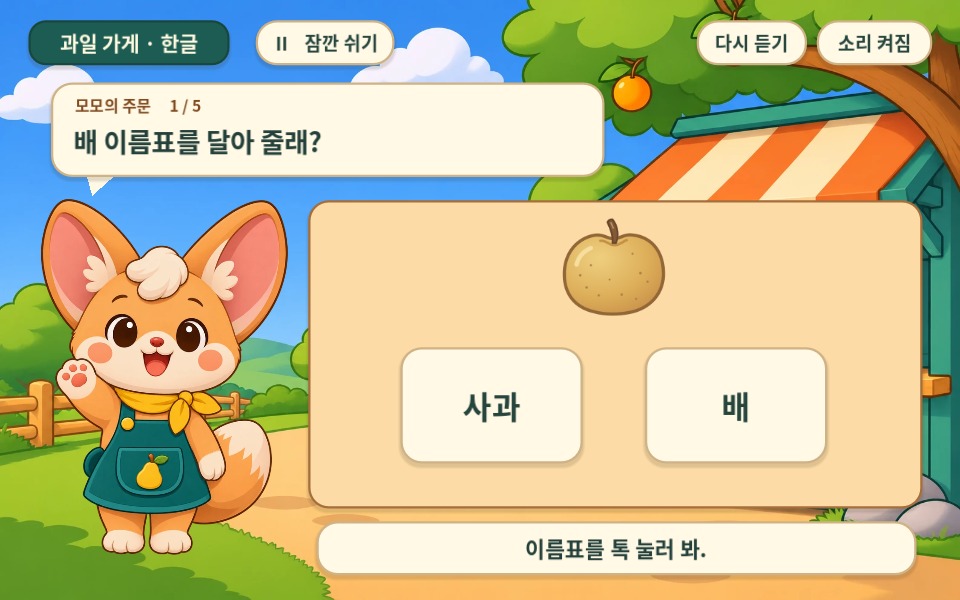 과일 가게 · 한글
잠깐 쉬기
다시 듣기
소리 켜짐
모모의 주문 1 / 5
배 이름표를 달아 줄래?
사과
배
이름표를 톡 눌러 봐.